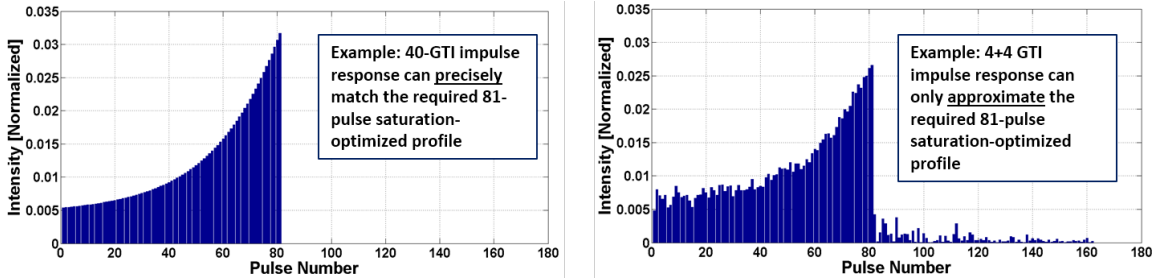 0.035
0.03
0.025
0.02
0.015
0.01
0.005
0
0 20 40 60 80 100 120 140 160 180
Intensity [Normalized]
Pulse Number
Example: 40-GTI impulse
response can precisely
match the required 81-
pulse saturation-
optimized profile
0.035
0.03
0.025
0.02
0.015
0.01
0.005
0
0 20 40 60 80 100 120 140 160 180
Intensity [Normalized]
Pulse Number
Example: 4+4 GTI
impulse response can
only approximate the
required 81-pulse
saturation-optimized
profile